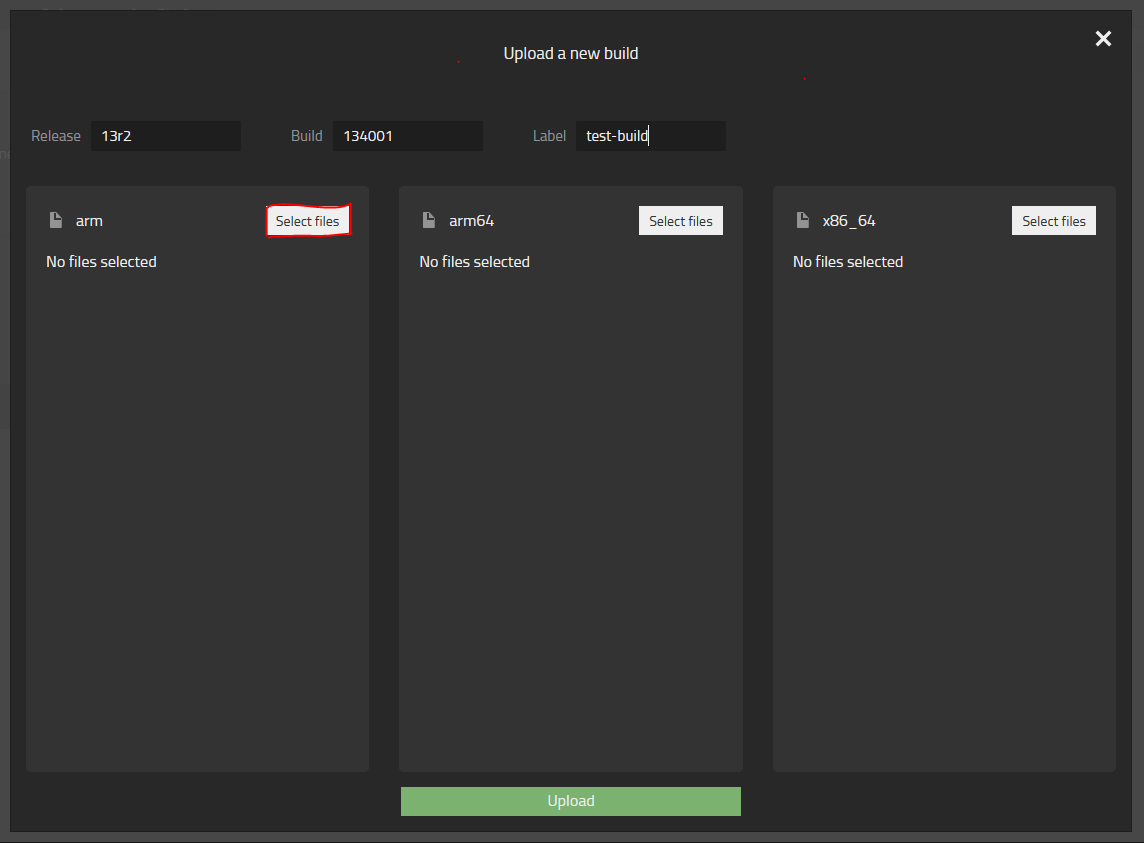 Upload a new build
Release 13r2 Build 134001 Label test-build
arm Select files
No files selected
arm64 Select files
No files selected
x86_64 Select files
No files selected
Upload